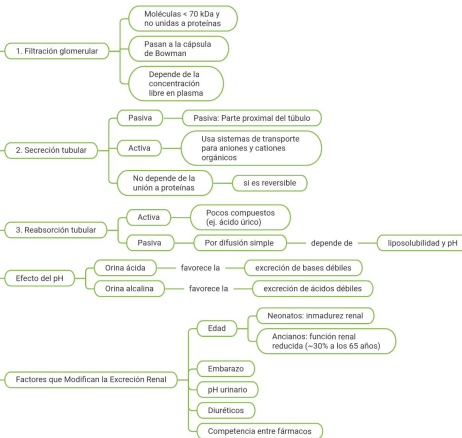 1. Filtración glomerular
Moléculas < 70 kDa y
no unidas a proteínas
Pasan a la cápsula
de Bowman
Depende de la
concentración
libre en plasma
2. Secreción tubular
Pasiva
Pasiva: Parte proximal del túbulo
Activa
Usa sistemas de transporte
para aniones y cationes
orgánicos
No depende de la
unión a proteínas
si es reversible
3. Reabsorción tubular
Activa
Pocos compuestos
(ej. ácido úrico)
Pasiva
Por difusión simple
depende de
liposolubilidad y pH
Efecto del pH
Orina ácida
favorece la
excreción de bases débiles
Orina alcalina
favorece la
excreción de ácidos débiles
Factores que Modifican la Excreción Renal
Edad
Neonatos: inmadurez renal
Ancianos: función renal
reducida (~30% a los 65 años)
Embarazo
pH urinario
Diuréticos
Competencia entre fármacos